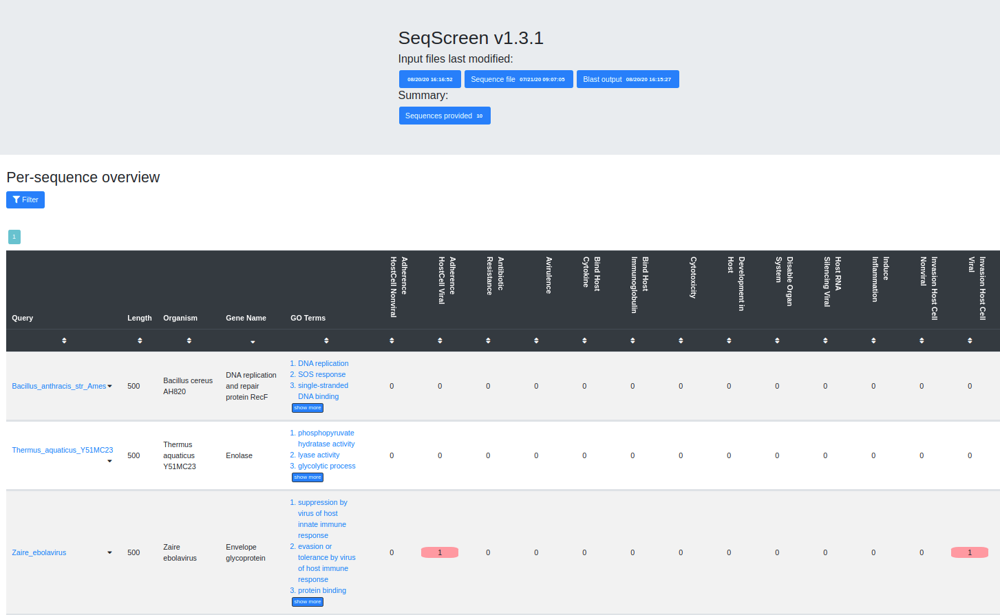 SeqScreen v1.3.1
Input files last modified:
08/20/20 16:16:52 Sequence file 07/21/20 09:07:05 Blast output 08/20/20 16:15:27
Summary:
Sequences provided 10
Per-sequence overview
Filter
1
Query Length Organism Gene Name GO Terms
Adherence
HostCell Nonviral
Adherence
HostCell Viral
Antibiotic
Resistance
Avirulence
Bind Host
Cytokine
Bind Host
Immunoglobulin
Cytotoxicity
Development in
Host
Disable Organ
System
Host RNA
Silencing Viral
Induce
Inflammation
Invasion Host Cell
Nonviral
Invasion Host Cell
Viral
Bacillus_anthracis_str_Ames
500
Bacillus cereus
AH820
DNA replication
and repair
protein RecF
1. DNA replication
2. SOS response
3. single-stranded
DNA binding
show more
0 0 0 0 0 0 0 0 0 0 0 0 0
Thermus_aquaticus_Y51MC23
500
Thermus
aquaticus
Y51MC23
Enolase
1. phosphopyruvate
hydratase activity
2. lyase activity
3. glycolytic process
show more
0 0 0 0 0 0 0 0 0 0 0 0 0
Zaire_ebolavirus
500
Zaire
ebolavirus
Envelope
glycoprotein
1. suppression by
virus of host
innate immune
response
2. evasion or
tolerance by virus
of host immune
response
3. protein binding
show more
0 1 0 0 0 0 0 0 0 0 0 0 1